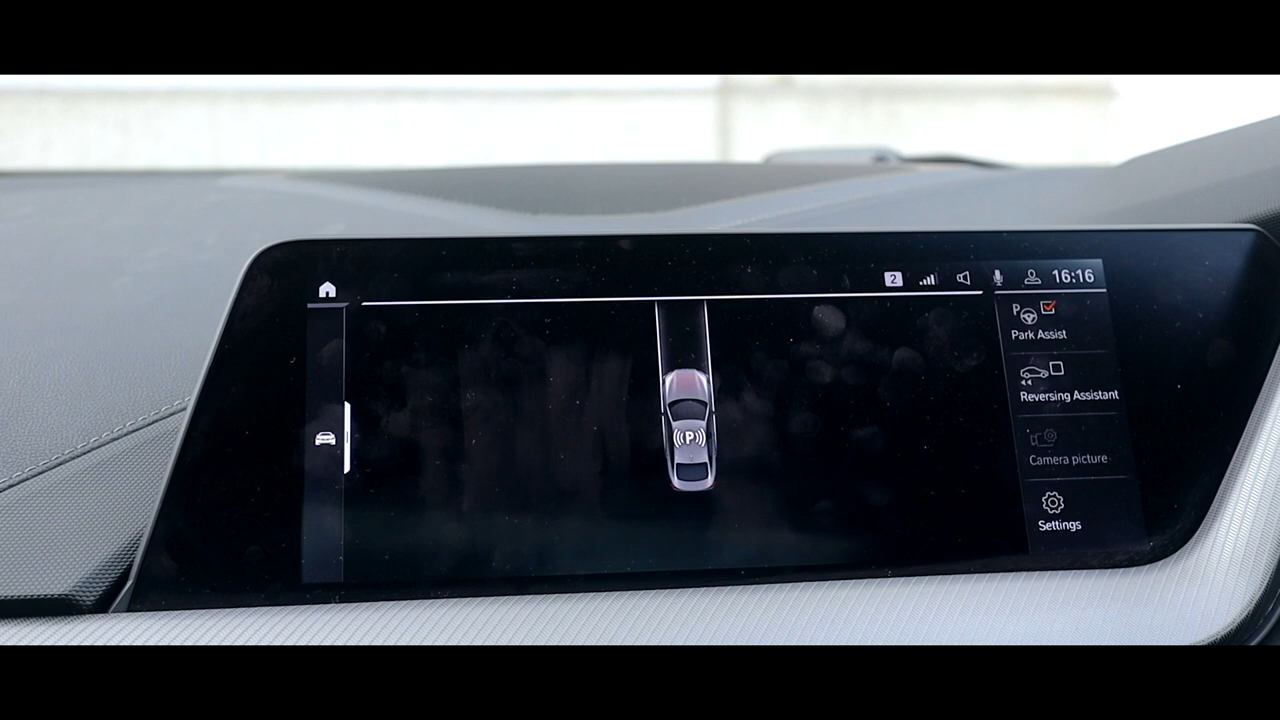 2
16:16
P
Park Assist
Reversing Assistant
Camera picture
Settings
P